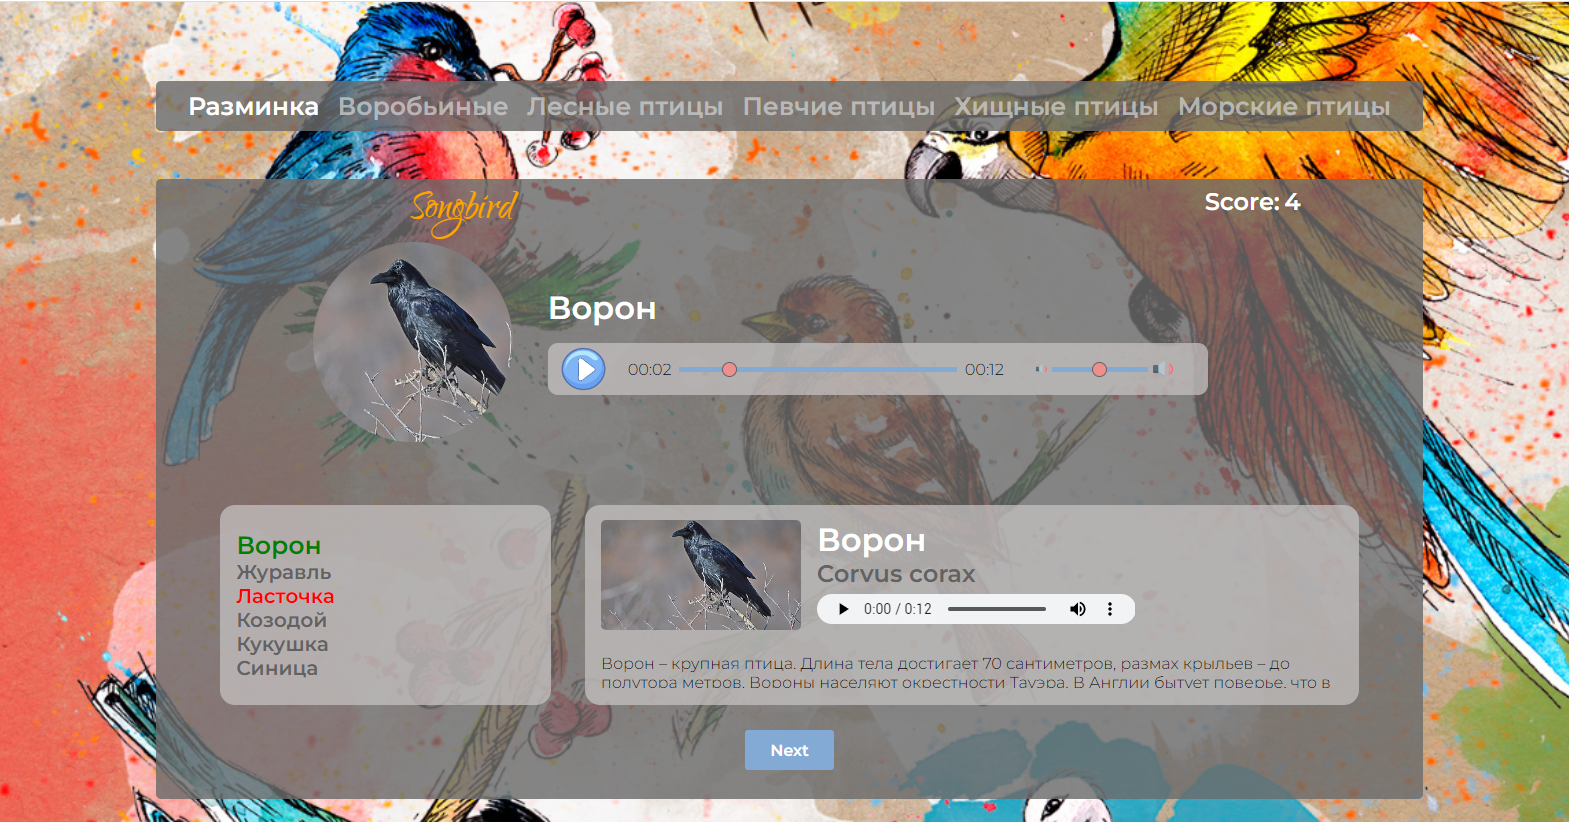 Разминка Воробьиные Лесные птицы Певчие птицы Хищные птицы Морские птицы
Songbird
Score: 4
Ворон
00:02
00:12
Ворон
Журавль
Ласточка
Козодой
Кукушка
Синица
Ворон
Corvus corax
0:00 / 0:12
Ворон – крупная птица. Длина тела достигает 70 сантиметров, размах крыльев – до
полутора метров. Вороны населяют окрестности Тауэра. В Англии бытует поверье, что в
Next